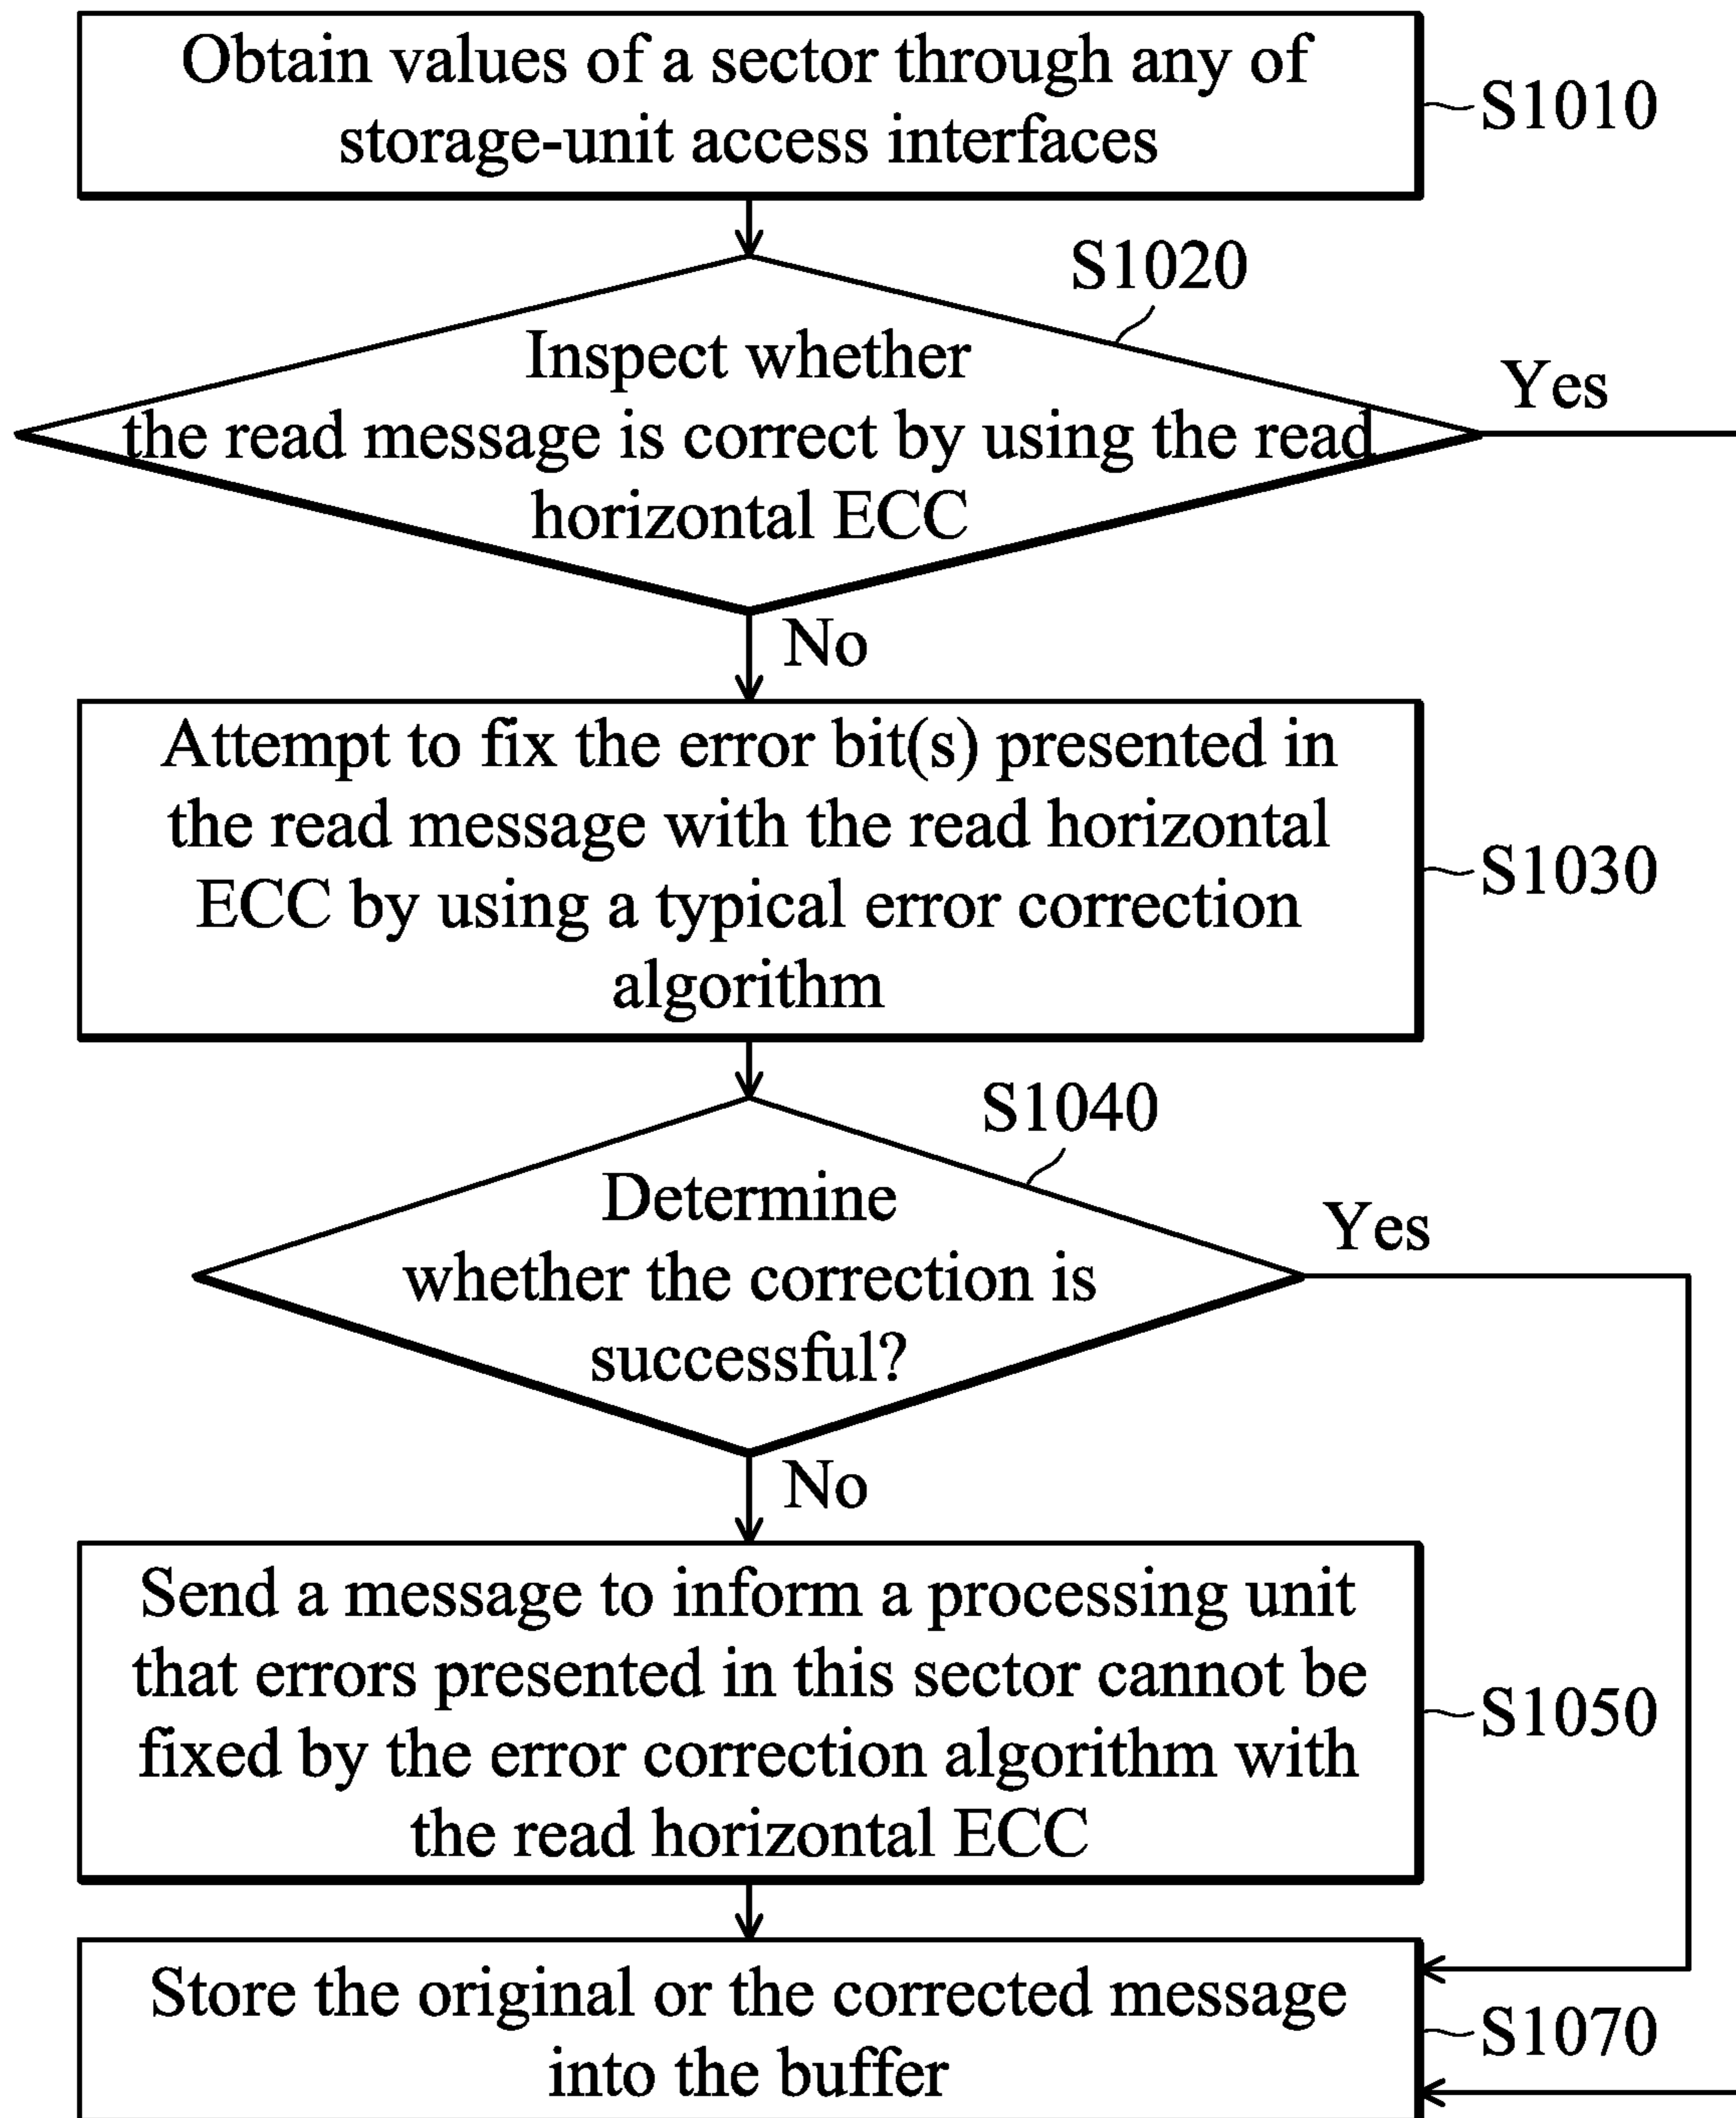 Obtain values of a sector through any of
storage-unit access interfaces
S1010
S1020
Inspect whether
the read message is correct by using the read
horizontal ECC
Yes
No
Attempt to fix the error bit(s) presented in
the read message with the read horizontal
ECC by using a typical error correction
algorithm
S1030
S1040
Determine
whether the correction is
successful?
Yes
No
Send a message to inform a processing unit
that errors presented in this sector cannot be
fixed by the error correction algorithm with
the read horizontal ECC
S1050
Store the original or the corrected message
into the buffer
S1070